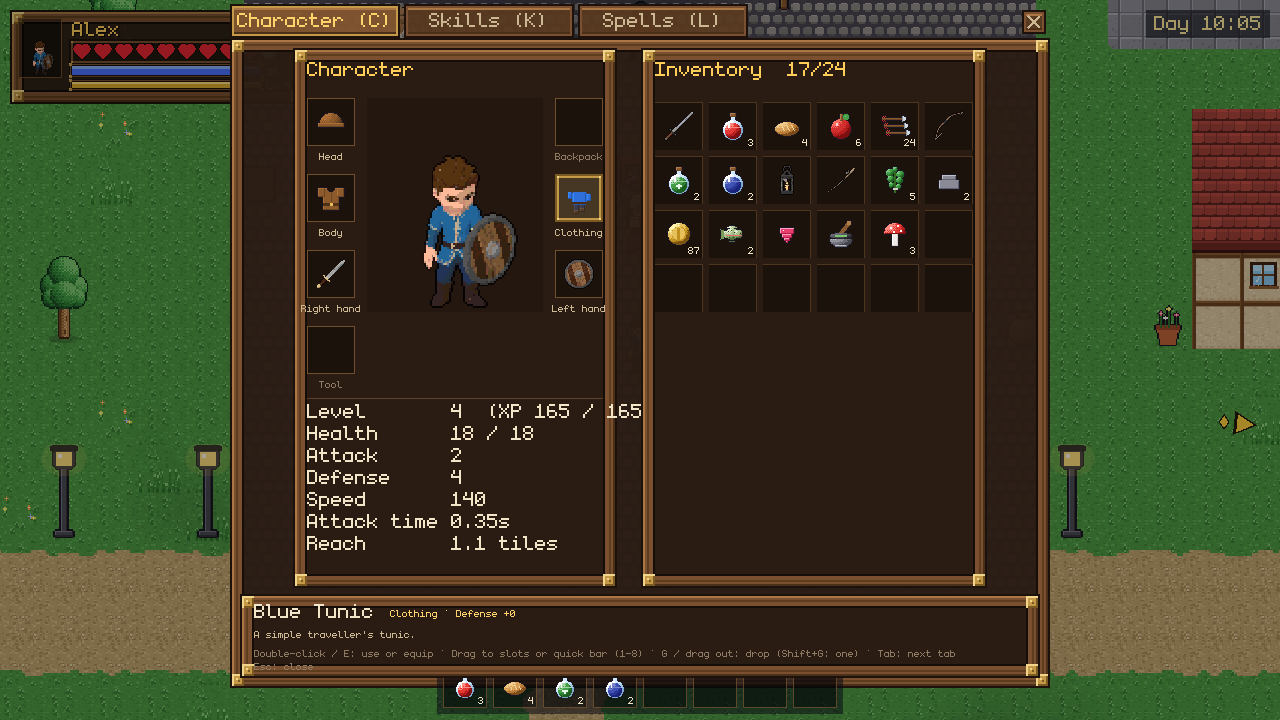 Character (C) Skills (K) Spells (L)
Alex
Day 10:05
Character
Head
Backpack
Body
Clothing
Right hand
Left hand
Tool
Level 4 (XP 165 / 165
Health 18 / 18
Attack 2
Defense 4
Speed 140
Attack time 0.35s
Reach 1.1 tiles
Inventory 17/24
3 4 6 24
2 2 5 2
87 2 3
Blue Tunic Clothing · Defense +0
A simple traveller's tunic.
Double-click / E: use or equip · Drag to slots or quick bar (1-8) · G / drag out: drop (Shift+G: one) · Tab: next tab
Esc: close
3 4 2 2